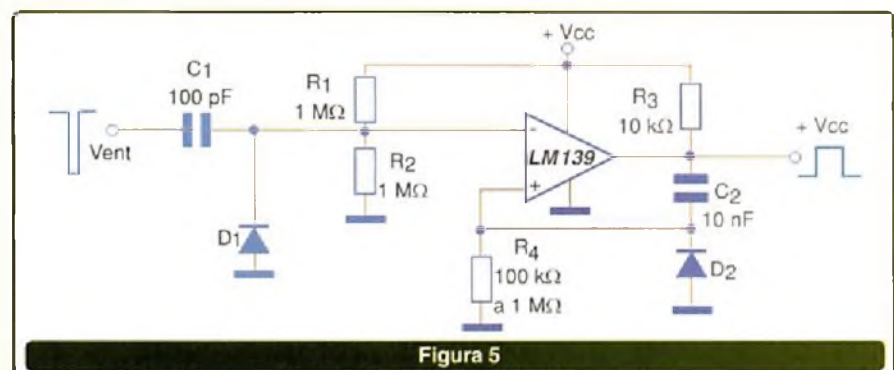 + Vcc
C1
100 pF
R1
1 MΩ
R3
10 kΩ
+ Vcc
Vent
-
LM139
+
R2
1 MΩ
C2
10 nF
D1
R4
100 kΩ
a 1 MΩ
D2
Figura 5